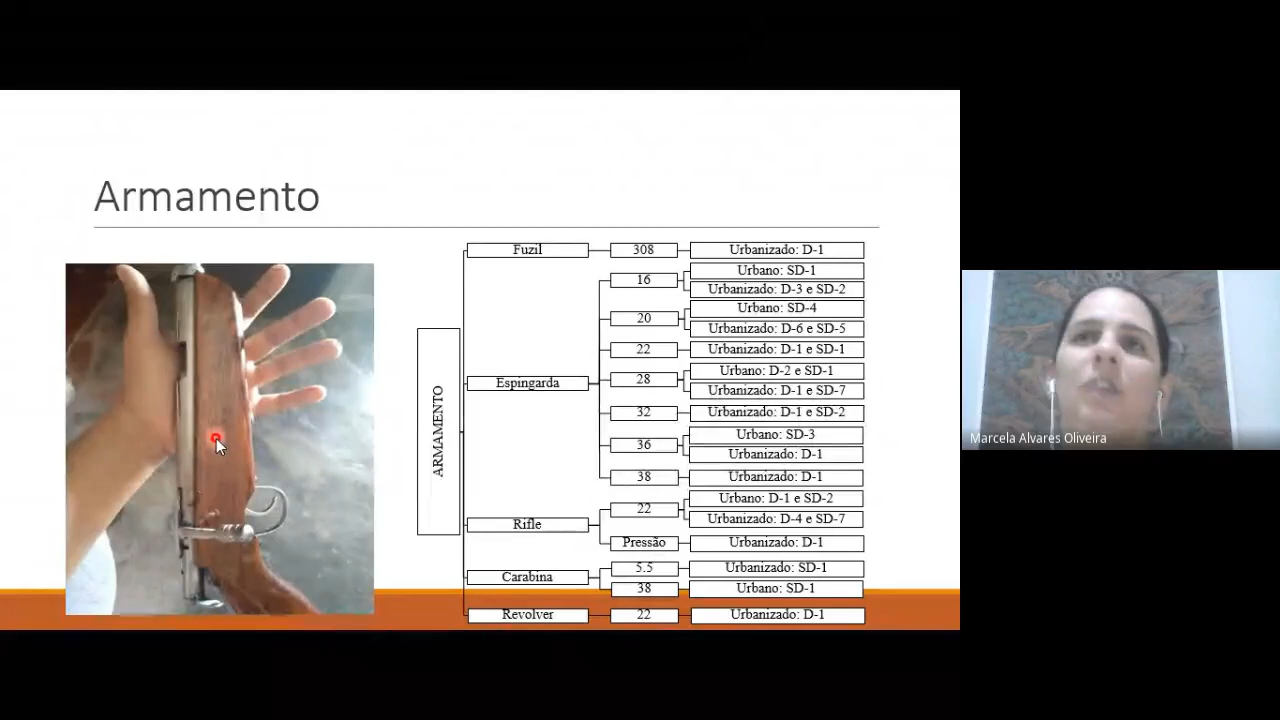 Armamento
ARMAMENTO
Fuzil
308
Urbanizado: D-1
Espingarda
16
Urbano: SD-1
Urbanizado: D-3 e SD-2
20
Urbano: SD-4
Urbanizado: D-6 e SD-5
22
Urbanizado: D-1 e SD-1
28
Urbano: D-2 e SD-1
Urbanizado: D-1 e SD-7
32
Urbanizado: D-1 e SD-2
36
Urbano: SD-3
Urbanizado: D-1
38
Urbanizado: D-1
Rifle
22
Urbano: D-1 e SD-2
Urbanizado: D-4 e SD-7
Pressão
Urbanizado: D-1
Carabina
5.5
Urbanizado: SD-1
38
Urbano: SD-1
Revolver
22
Urbanizado: D-1
Marcela Alvares Oliveira